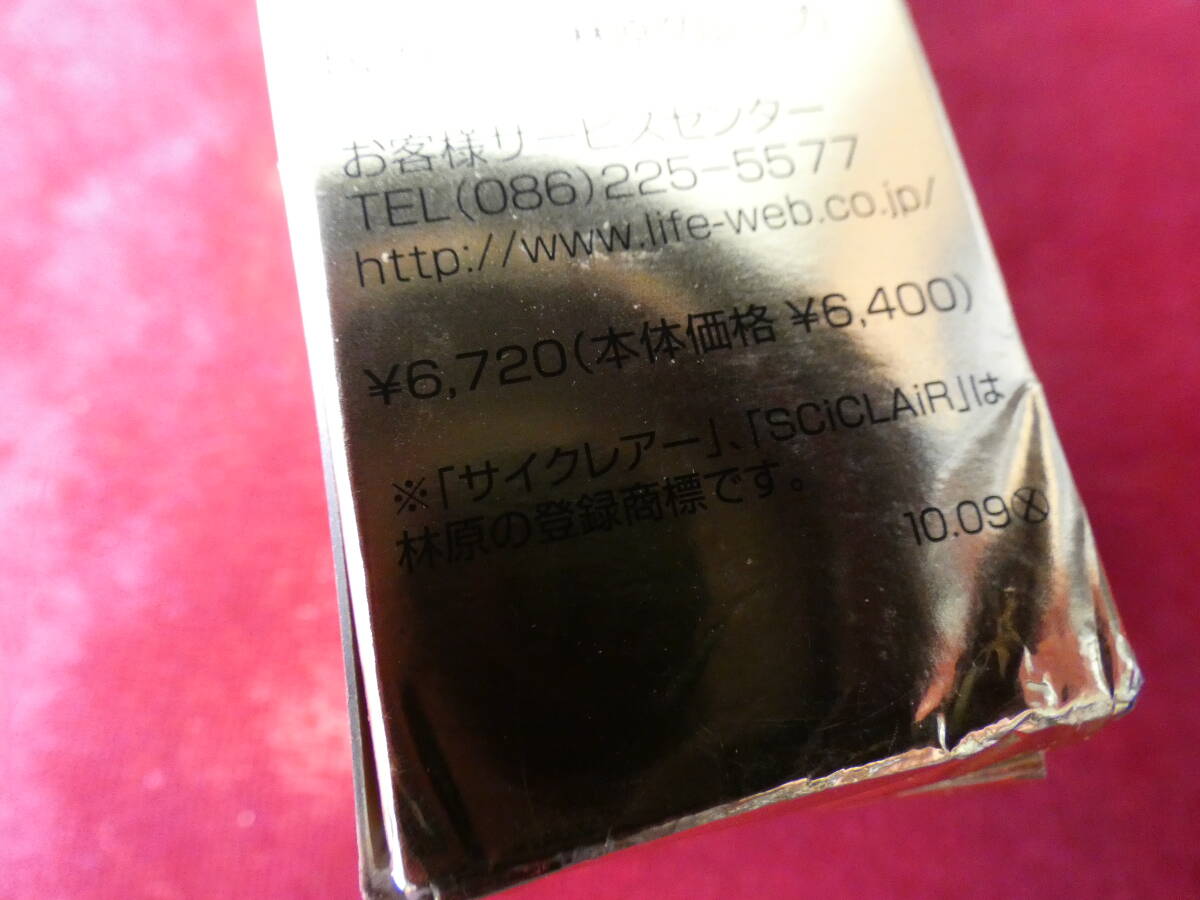 お客様サービスセンター
TEL(086)225-5577
http://www.life-web.co.jp/
¥6,720(本体価格 ¥6,400)
※「サイクレアー」、「SCiCLAiR」は
林原の登録商標です。
10.09Ⓧ